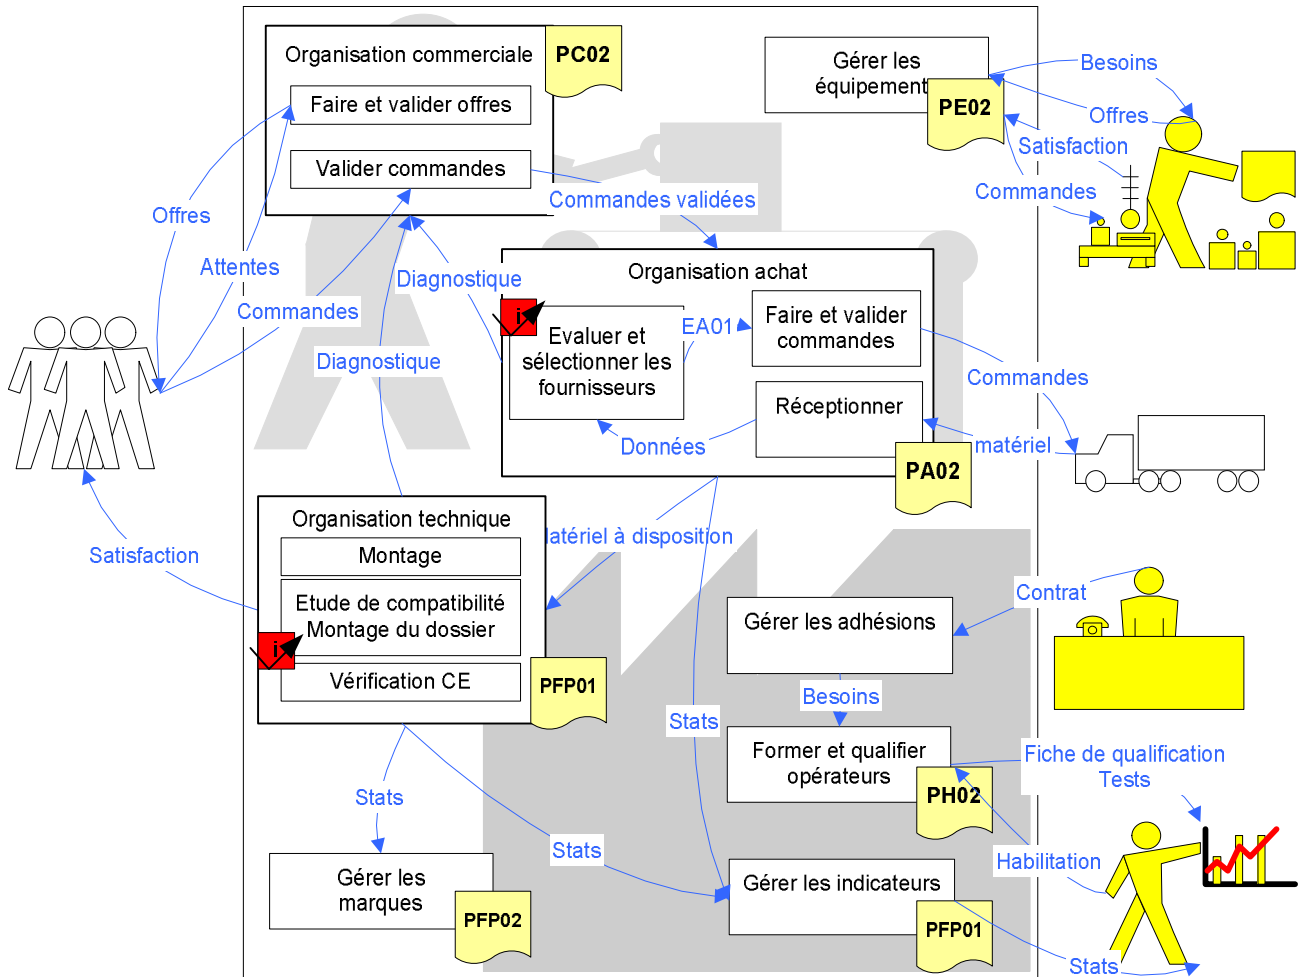 Organisation commerciale
PC02
Faire et valider offres
Valider commandes
Gérer les
équipement
PE02
Besoins
Offres
Satisfaction
Commandes
Commandes validées
Offres
Attentes
Commandes
Diagnostique
Diagnostique
Organisation achat
i
Evaluer et
sélectionner les
fournisseurs
EA01
Faire et valider
commandes
Réceptionner
Données
PA02
Commandes
matériel
Satisfaction
Organisation technique
Montage
Etude de compatibilité
Montage du dossier
i
Vérification CE
PFP01
atériel à disposition
Stats
Gérer les adhésions
Contrat
Besoins
Former et qualifier
opérateurs
PH02
Fiche de qualification
Tests
Habilitation
Stats
Stats
Gérer les
marques
PFP02
Gérer les indicateurs
PFP01
Stats